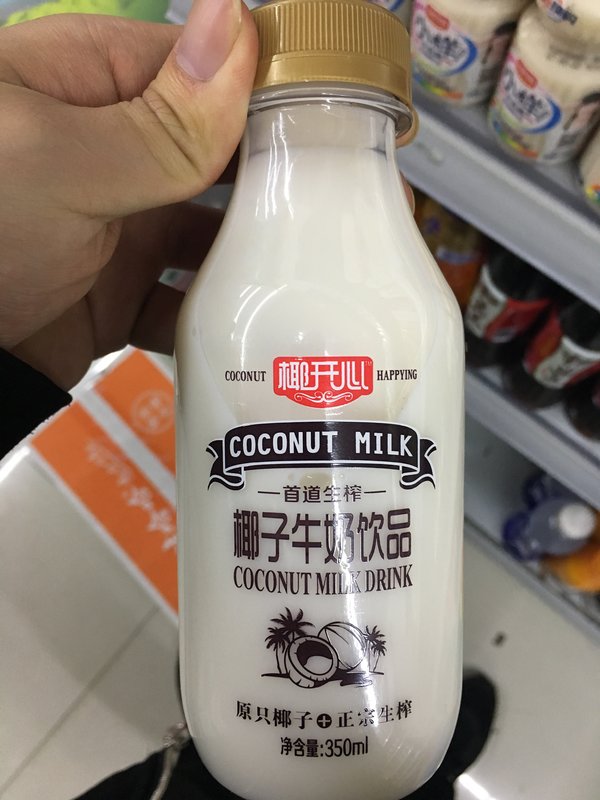 COCONUT 椰开心 TM HAPPYING
COCONUT MILK
首道生榨
椰子牛奶饮品
COCONUT MILK DRINK
原只椰子+正宗生榨
净含量:350ml